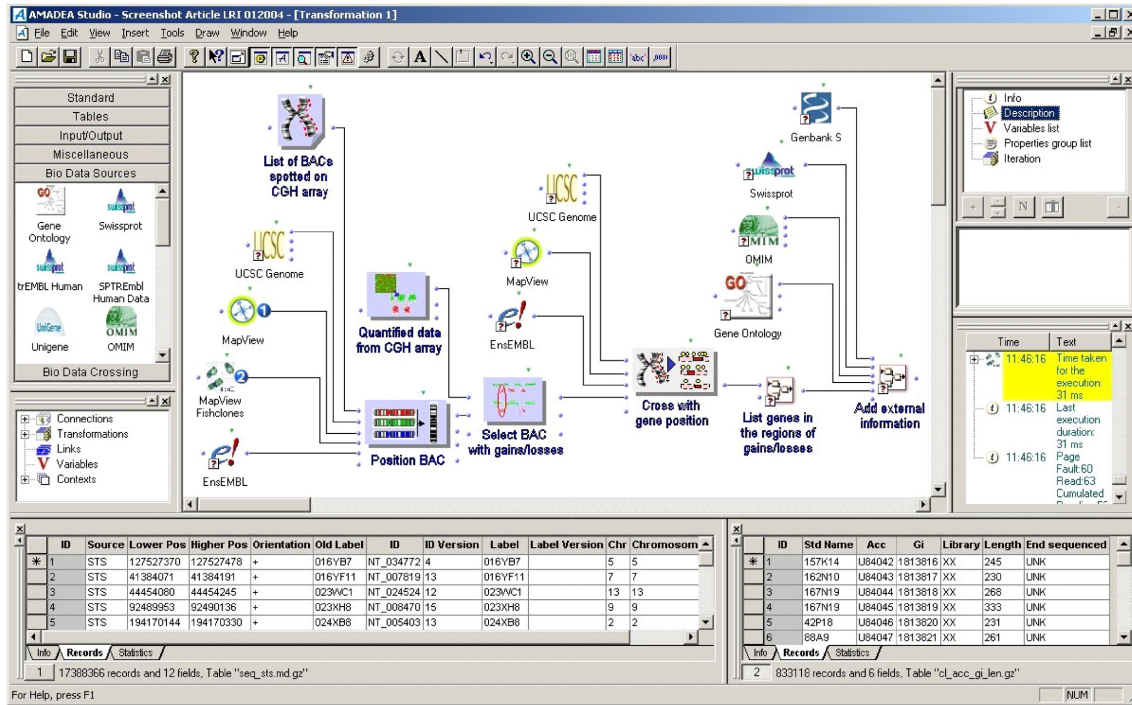 AMADEA Studio - Screenshot Article LRI 012004 - [Transformation 1]
File Edit View Insert Tools Draw Window Help
A
'abc'
Standard
Tables
Input/Output
Miscellaneous
Bio Data Sources
GO
Gene
Ontology
swissprot
Swissprot
trEMBL Human
SPTREmbl
Human Data
UniGene
Unigene
OMIM
OMIM
Bio Data Crossing
Connections
Transformations
Links
Variables
Contexts
List of BACs
spotted on
CGH array
UCSC
UCSC Genome
MapView
1
MapView
Fishclones
2
e!
EnsEMBL
Quantified data
from CGH array
Position BAC
Select BAC
with gains/losses
UCSC
UCSC Genome
MapView
e!
EnsEMBL
Cross with
gene position
List genes in
the regions of
gains/losses
Genbank S
swissprot
Swissprot
OMIM
OMIM
GO
Gene Ontology
Add external
information
Info
Description
Variables list
Properties group list
Iteration
N
Time Text
11:46:16 Time taken
for the
execution:
31 ms
11:46:16 Last
execution
duration:
31 ms
11:46:16 Page
Fault:60
Read:63
Cumulated
ID Source Lower Pos Higher Pos Orientation Old Label ID ID Version Label Label Version Chr Chromosom
1 STS 127527370 127527478 + 016YB7 NT_034772 4 016YB7 5 5
2 STS 41384071 41384191 + 016YF11 NT_007819 13 016YF11 7 7
3 STS 44454080 44454245 + 023WC1 NT_024524 12 023WC1 13 13
4 STS 92489953 92490136 + 023XH8 NT_008470 15 023XH8 9 9
5 STS 194170144 194170330 + 024XB8 NT_005403 13 024XB8 2 2
Info Records Statistics
1 17388366 records and 12 fields, Table "seq_sts.md.gz"
ID Std Name Acc Gi Library Length End sequenced
1 157K14 U84042 1813816 XX 245 UNK
2 162N10 U84043 1813817 XX 230 UNK
3 167N19 U84044 1813818 XX 268 UNK
4 167N19 U84045 1813819 XX 333 UNK
5 42P18 U84046 1813820 XX 231 UNK
6 88A9 U84047 1813821 XX 261 UNK
Info Records Statistics
2 833118 records and 6 fields, Table "cl_acc_gi_len.gz"
For Help, press F1
NUM